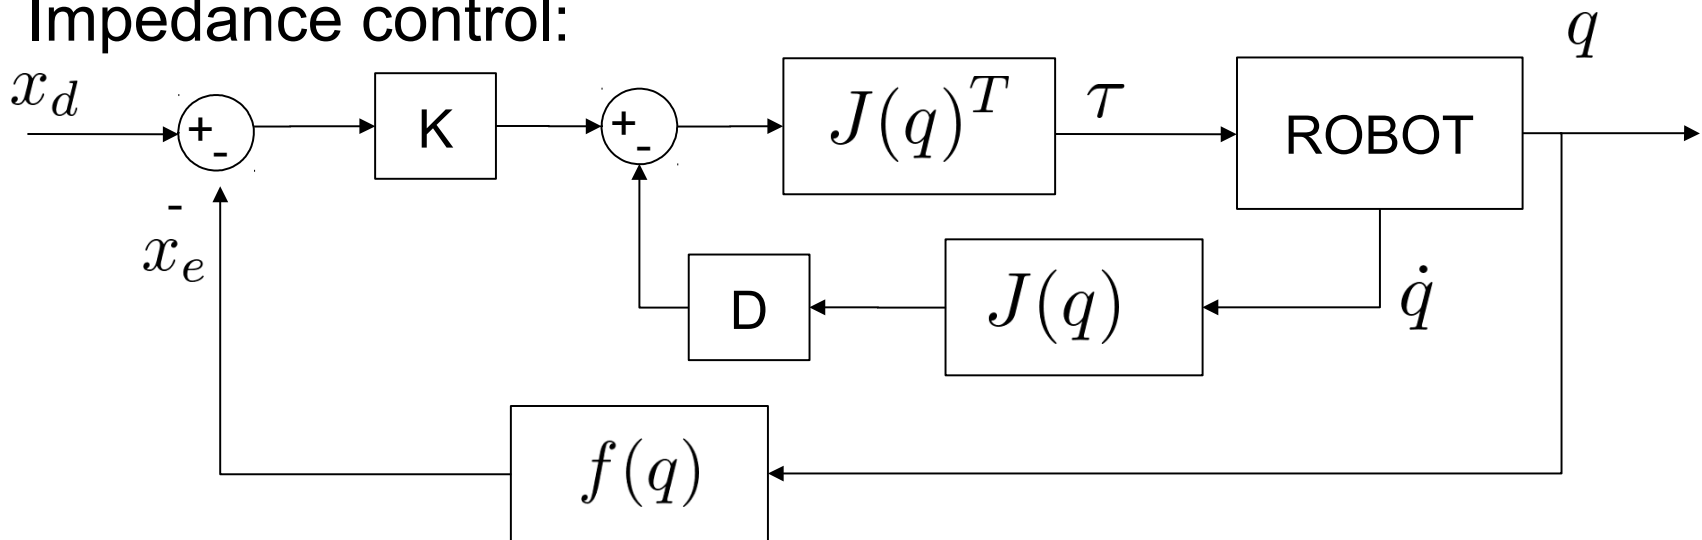 Impedance control:
x_d
+
-
K
+
-
J(q)^T
τ
ROBOT
q
-
x_e
D
J(q)
q̇
f(q)